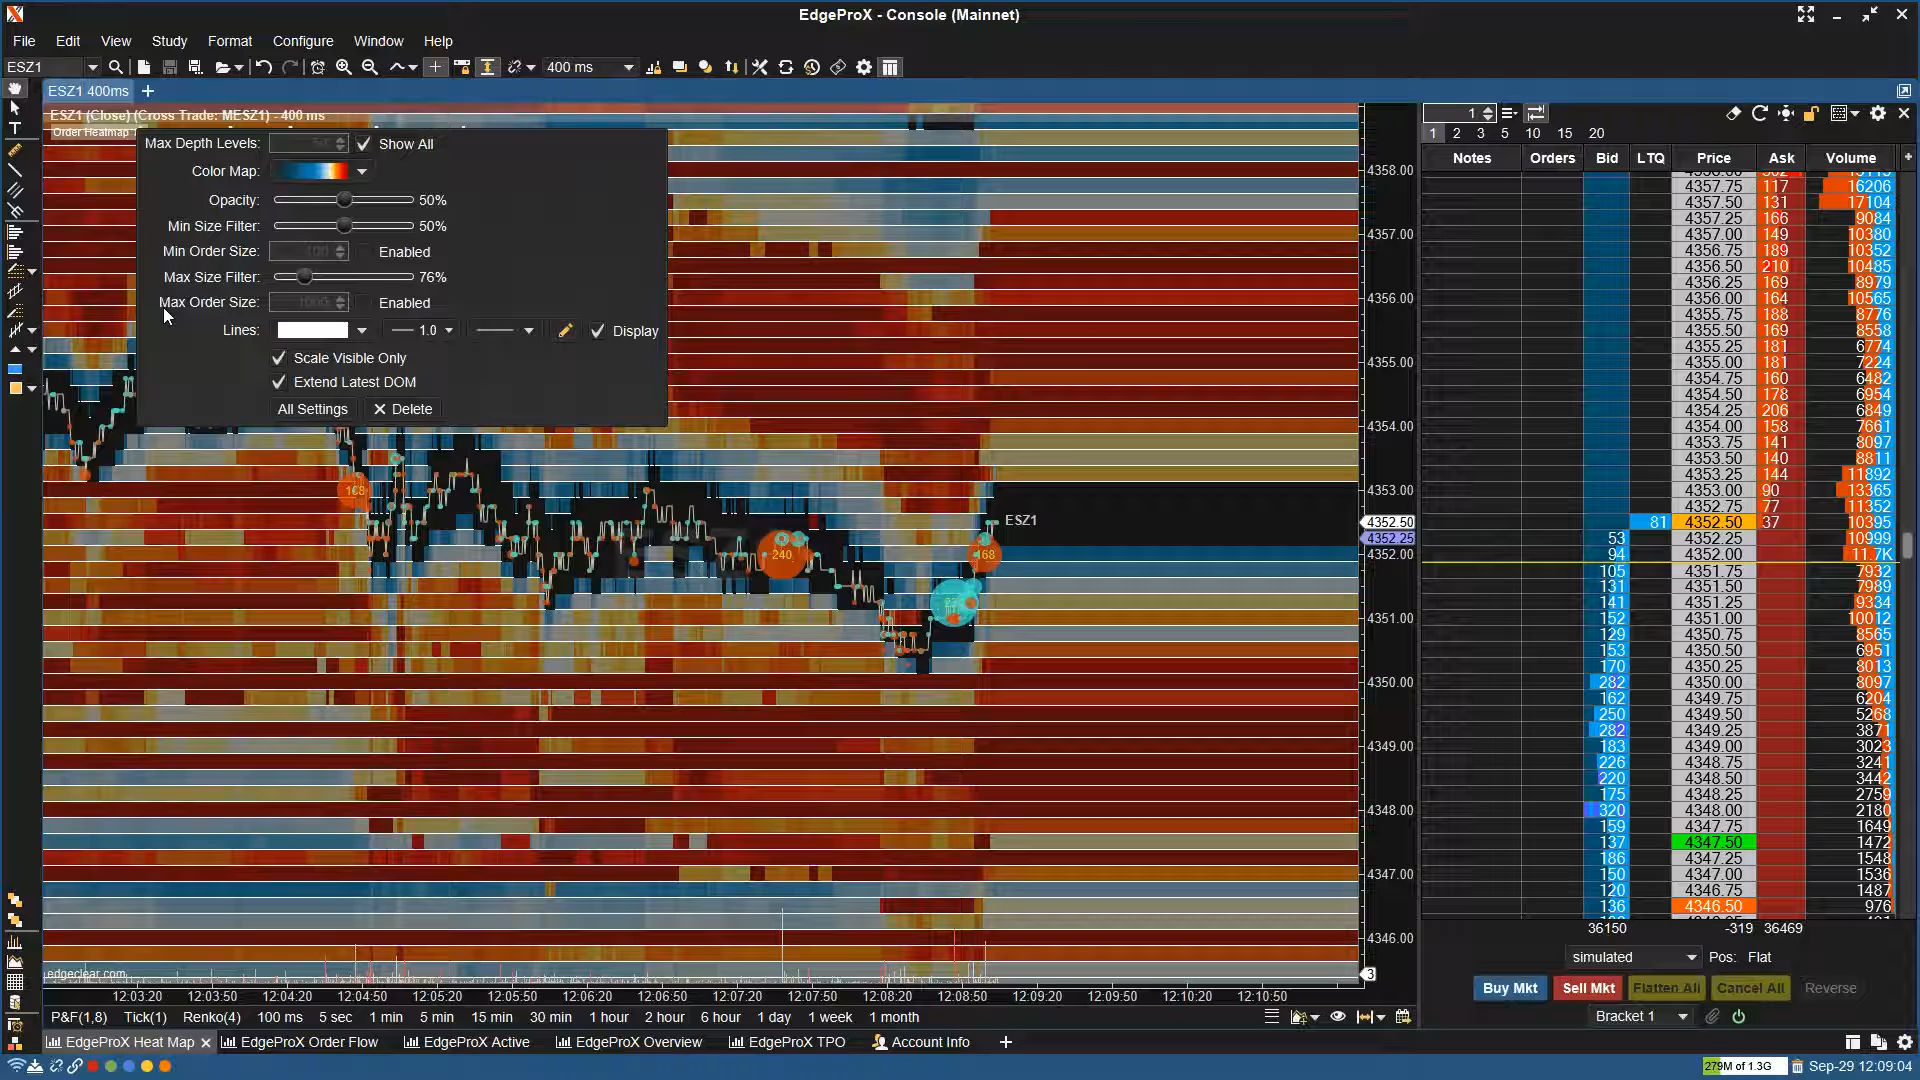 EdgeProX - Console (Mainnet)
File Edit View Study Format Configure Window Help
ESZ1 400 ms
ESZ1 400ms
ESZ1 (Close) (Cross Trade: MESZ1) - 400 ms
Order Heatmap
Max Depth Levels: Show All
Color Map:
Opacity: 50%
Min Size Filter: 50%
Min Order Size: 100 Enabled
Max Size Filter: 76%
Max Order Size: 1000 Enabled
Lines: 1.0 Display
Scale Visible Only
Extend Latest DOM
All Settings Delete
168
240
168
ESZ1
4358.00
4357.00
4356.00
4355.00
4354.00
4353.00
4352.50
4352.25
4352.00
4351.00
4350.00
4349.00
4348.00
4347.00
4346.00
3
edgeclear.com
12:03:20 12:03:50 12:04:20 12:04:50 12:05:20 12:05:50 12:06:20 12:06:50 12:07:20 12:07:50 12:08:20 12:08:50 12:09:20 12:09:50 12:10:20 12:10:50
P&F(1,8) Tick(1) Renko(4) 100 ms 5 sec 1 min 5 min 15 min 30 min 1 hour 2 hour 6 hour 1 day 1 week 1 month
1
1 2 3 5 10 15 20
Notes Orders Bid LTQ Price Ask Volume
4357.75 117 16206
4357.50 131 17104
4357.25 166 9084
4357.00 149 10380
4356.75 189 10352
4356.50 210 10485
4356.25 169 8979
4356.00 164 10565
4355.75 188 8776
4355.50 169 8558
4355.25 181 6774
4355.00 181 7224
4354.75 160 6482
4354.50 178 6954
4354.25 206 6849
4354.00 158 7661
4353.75 141 8097
4353.50 140 8811
4353.25 144 11892
4353.00 90 13365
4352.75 77 11352
81 4352.50 37 10395
53 4352.25 10999
94 4352.00 11.7K
105 4351.75 7932
131 4351.50 7989
141 4351.25 9334
152 4351.00 10012
129 4350.75 8565
153 4350.50 6951
170 4350.25 8013
282 4350.00 8097
162 4349.75 6204
250 4349.50 5268
282 4349.25 3871
183 4349.00 3023
226 4348.75 3241
220 4348.50 3442
175 4348.25 2759
320 4348.00 2180
159 4347.75 1649
137 4347.50 1472
186 4347.25 1548
150 4347.00 1536
120 4346.75 1487
136 4346.50 976
36150 -319 36469
simulated Pos: Flat
Buy Mkt Sell Mkt Flatten All Cancel All Reverse
Bracket 1
EdgeProX Heat Map EdgeProX Order Flow EdgeProX Active EdgeProX Overview EdgeProX TPO Account Info
279M of 1.3G Sep-29 12:09:04